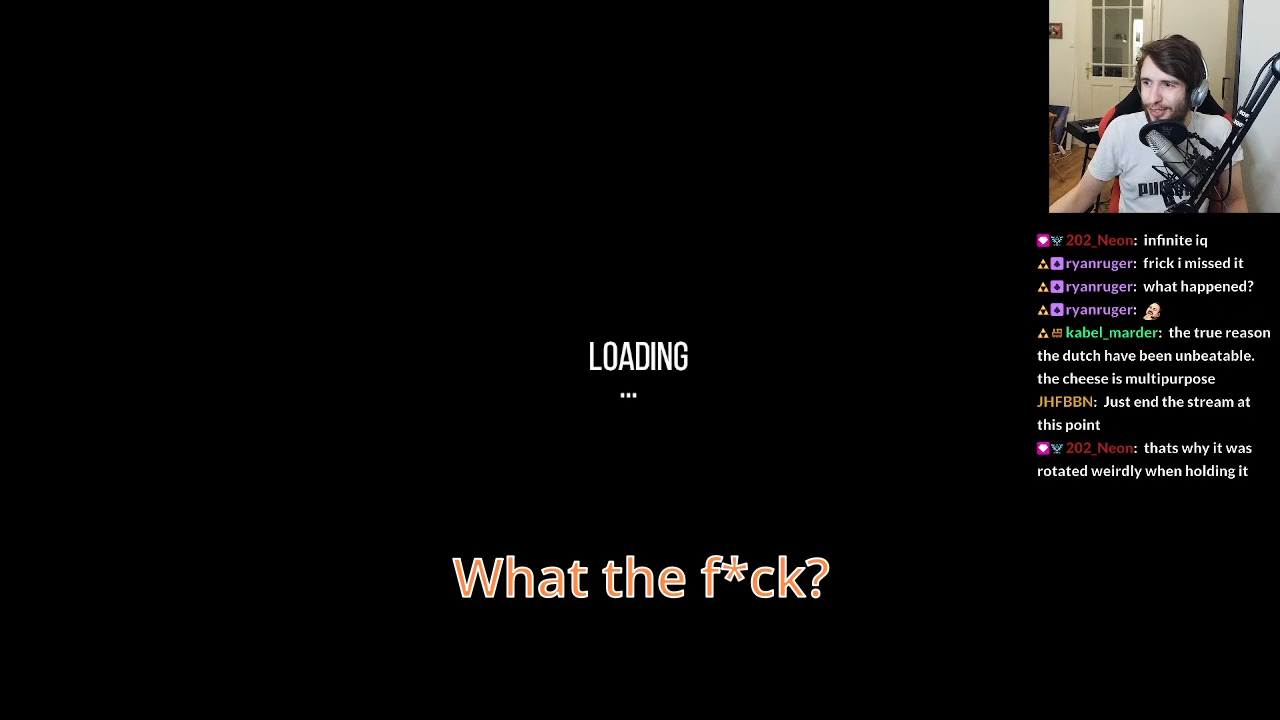 202_Neon: infinite iq
ryanruger: frick i missed it
ryanruger: what happened?
ryanruger:
kabel_marder: the true reason
the dutch have been unbeatable.
the cheese is multipurpose
JHFBBN: Just end the stream at
this point
202_Neon: thats why it was
rotated weirdly when holding it
LOADING
...
What the f*ck?